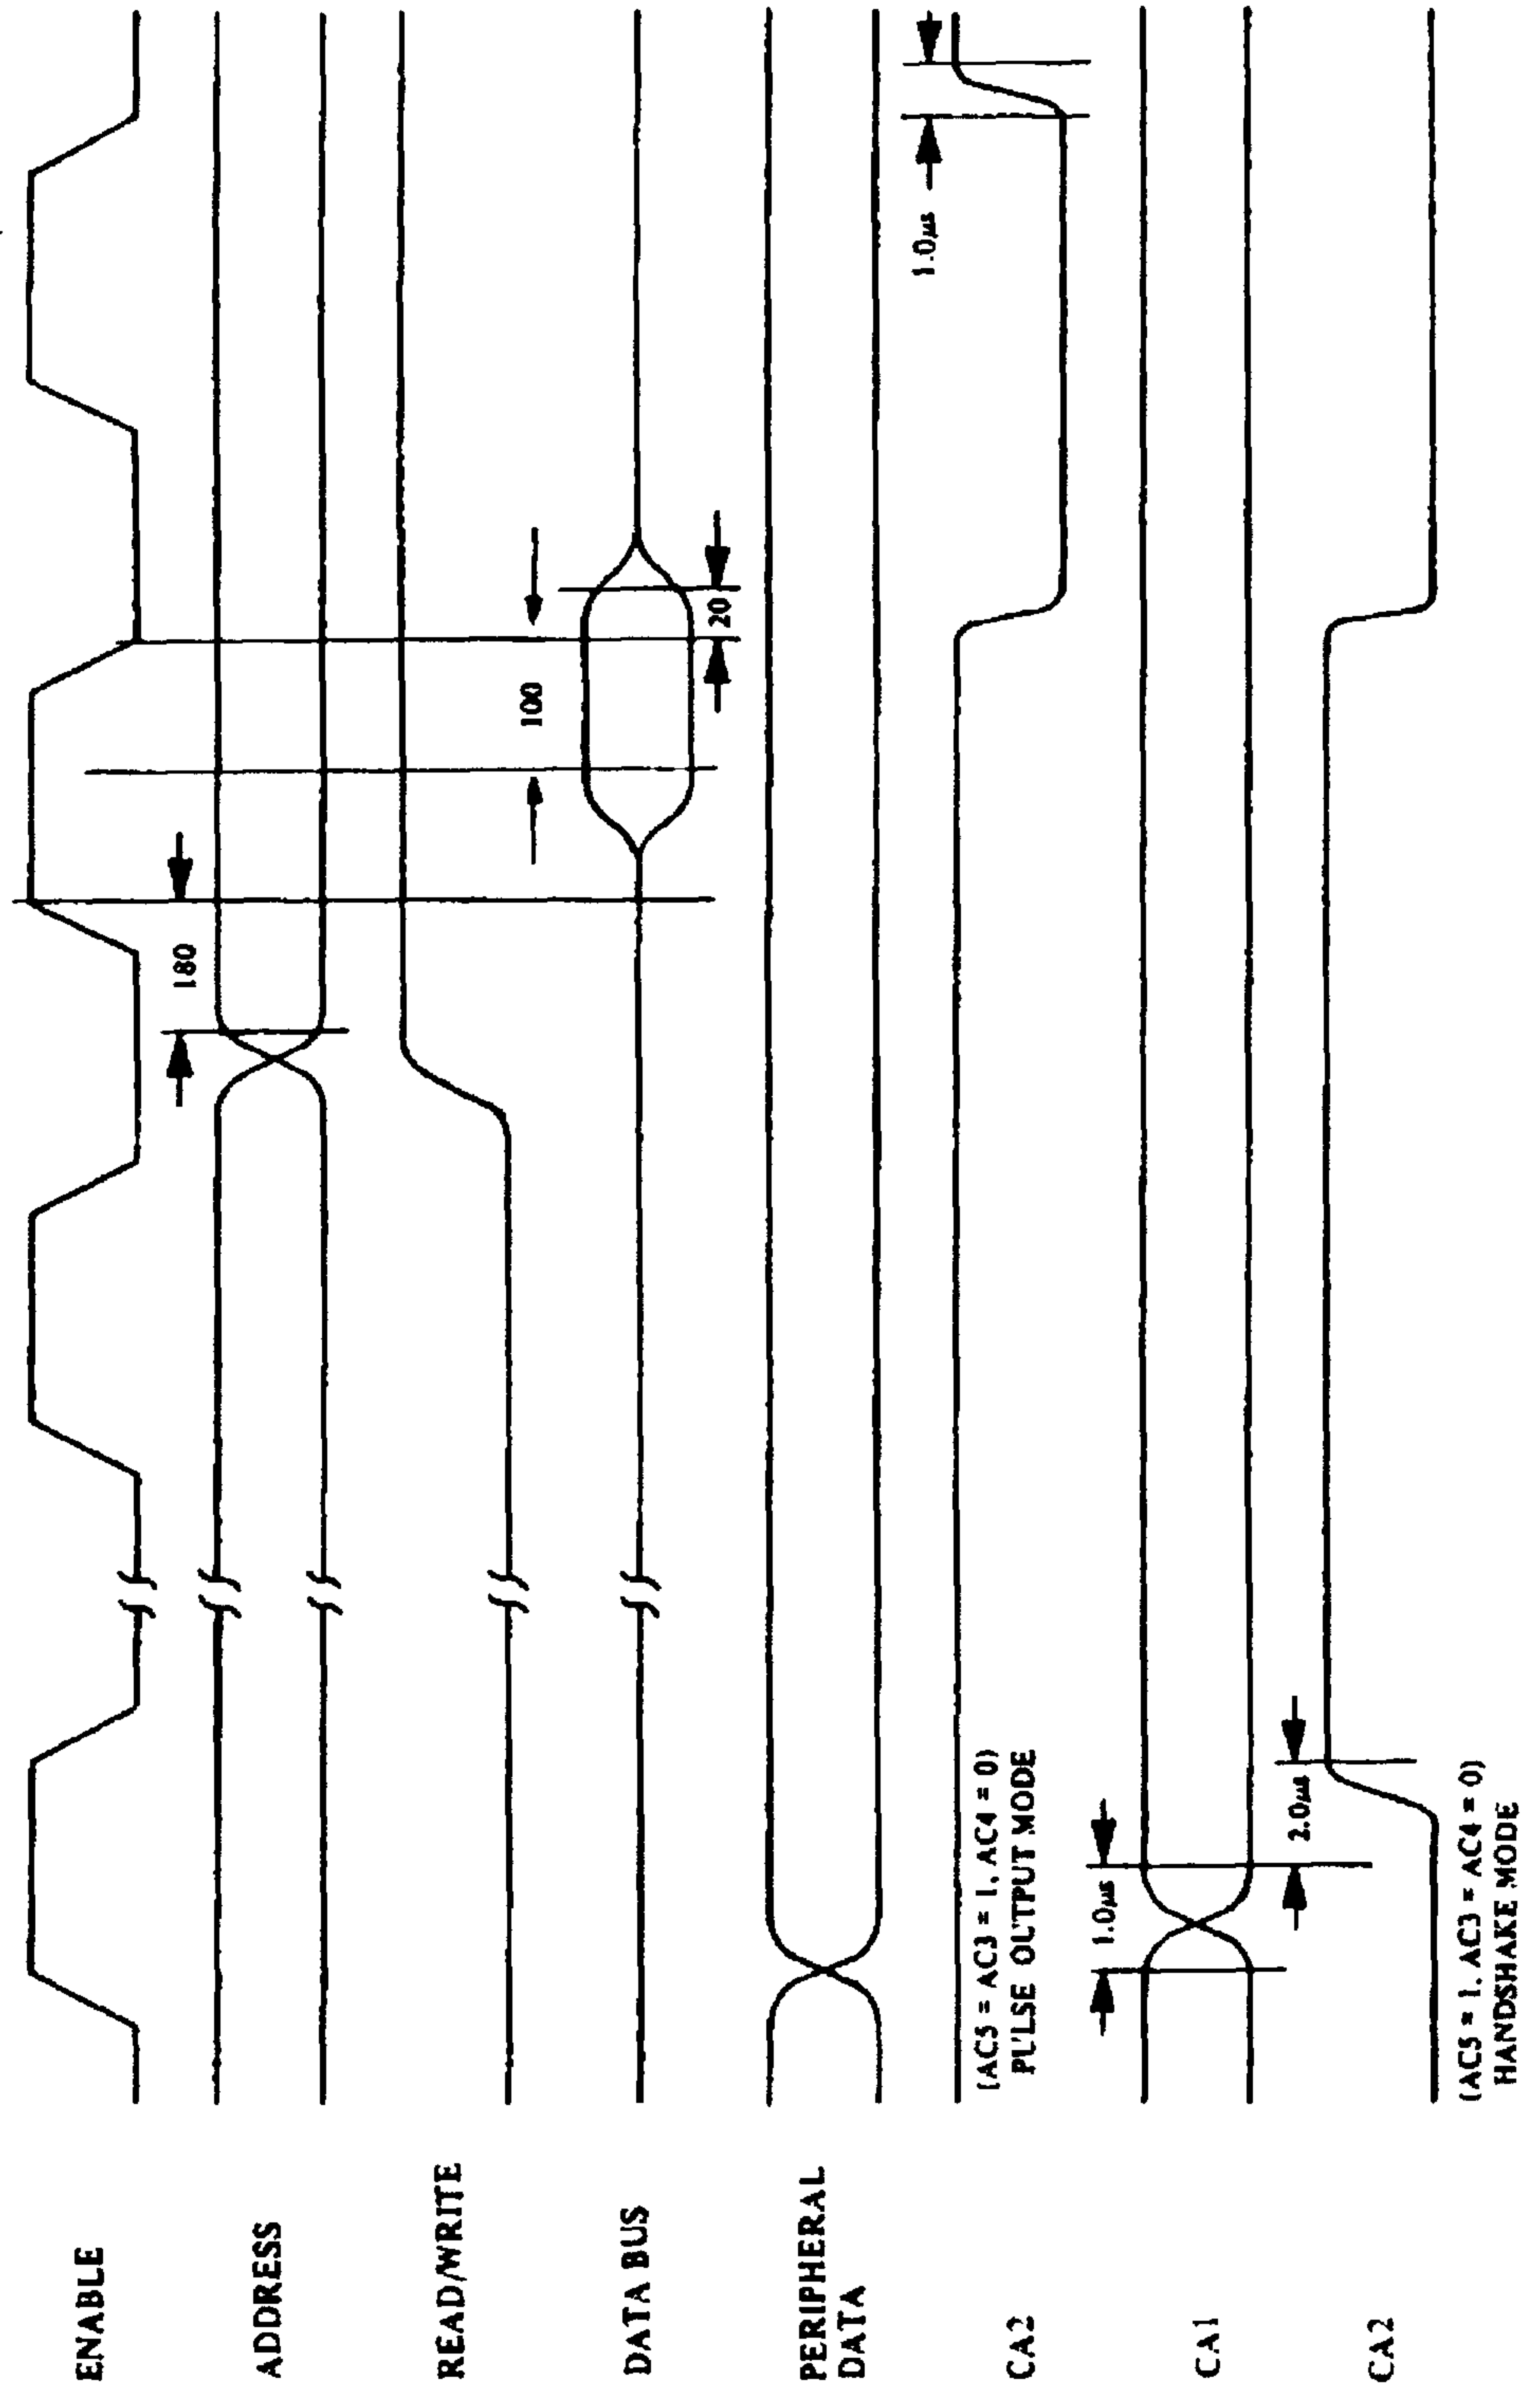 ENABLE
180
ADDRESS
READ/WRITE
100
DATA BUS
20
PERIPHERAL
DATA
1.0µs
CA2
(AC5 = AC3 = 1, AC4 = 0)
PULSE OUTPUT MODE
1.0µs
CA1
2.0µs
CA2
(AC5 = 1, AC3 = AC4 = 0)
HANDSHAKE MODE